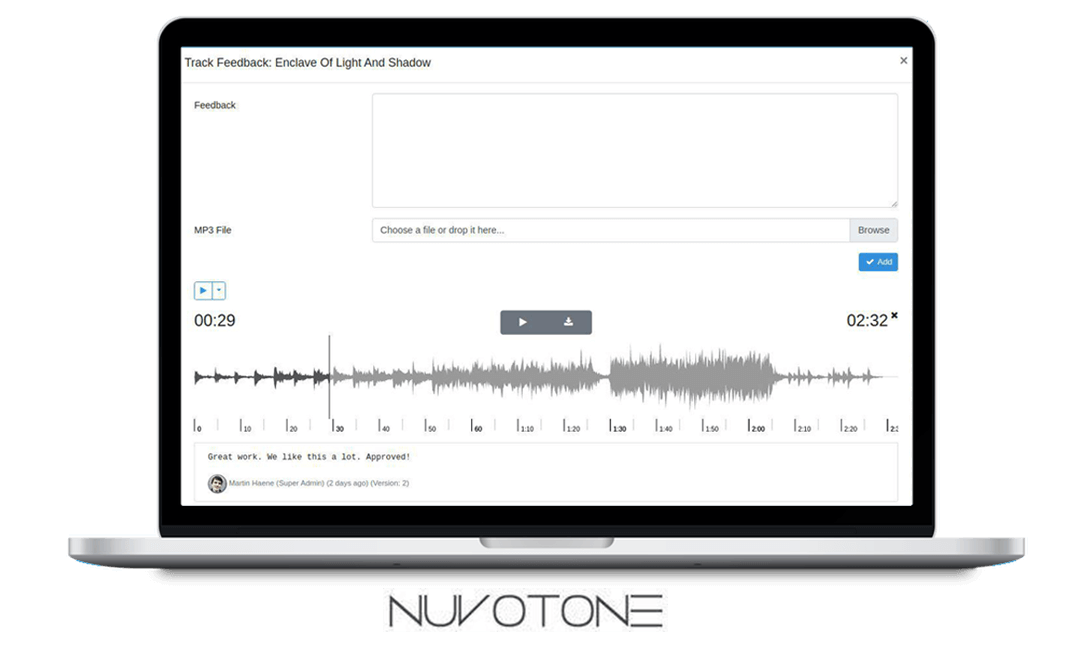 Track Feedback: Enclave Of Light And Shadow ×
Feedback
MP3 File Choose a file or drop it here... Browse
Add
00:29 02:32 ×
0 10 20 30 40 50 60 1:10 1:20 1:30 1:40 1:50 2:00 2:10 2:20
Great work. We like this a lot. Approved!
Martin Haene (Super Admin) (2 days ago) (Version: 2)
NUVOTONE